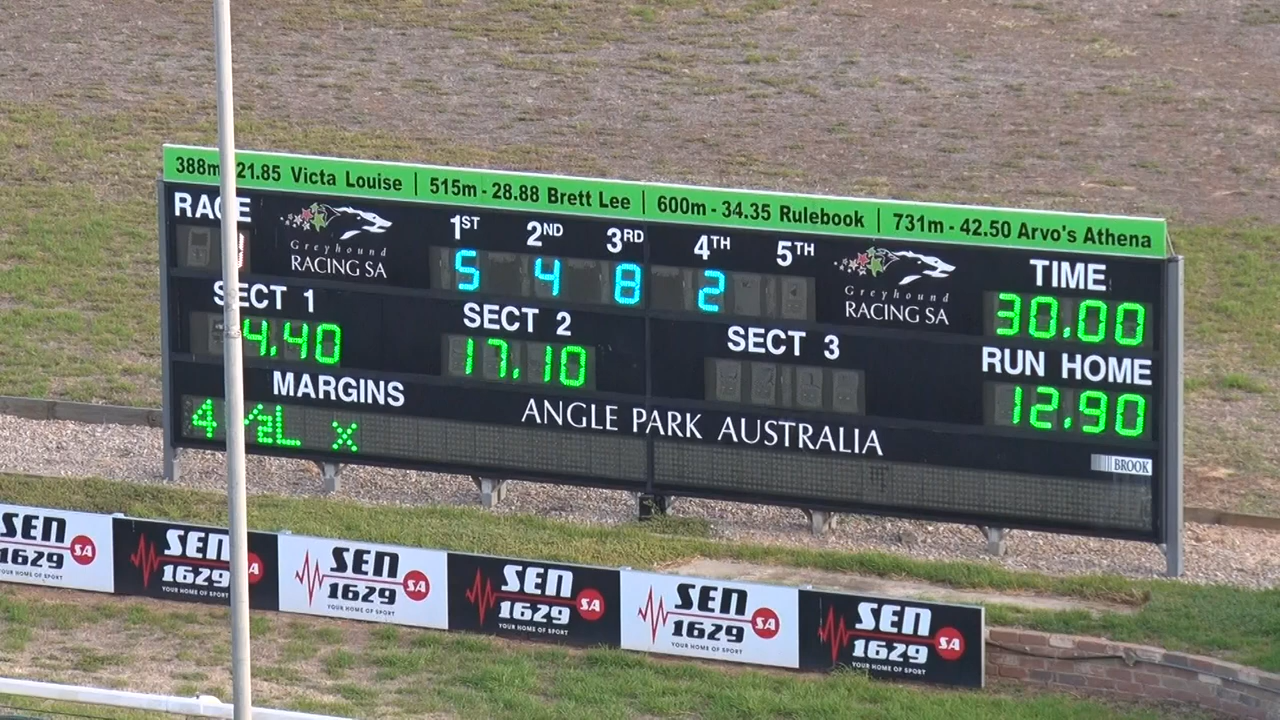 388m 21.85 Victa Louise | 515m - 28.88 Brett Lee | 600m - 34.35 Rulebook | 731m - 42.50 Arvo's Athena
RACE
Greyhound
RACING SA
1ST 2ND 3RD 4TH 5TH
5 4 8 2
Greyhound
RACING SA
TIME
30.00
SECT 1
4.40
SECT 2
17.10
SECT 3
RUN HOME
12.90
MARGINS
4 L x
ANGLE PARK AUSTRALIA
BROOK
SEN
1629 SA
YOUR HOME OF SPORT
SEN
1629
YOUR HOME OF SPORT
SEN
1629 SA
YOUR HOME OF SPORT
SEN
1629 SA
YOUR HOME OF SPORT
SEN
1629 SA
YOUR HOME OF SPORT
SEN
1629 SA
YOUR HOME OF SPORT